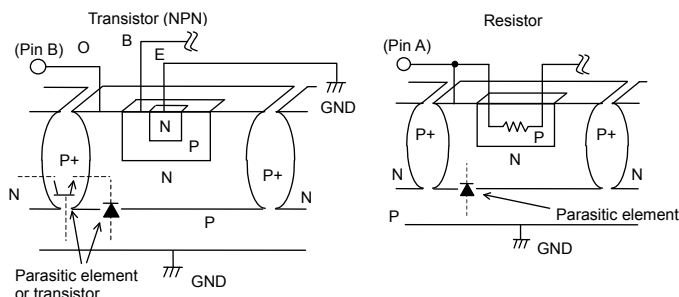 Transistor (NPN)
(Pin B)
O
B
E
GND
N
P
N
P+
P+
N
N
P
GND
Parasitic element
or transistor
Resistor
(Pin A)
P
N
P+
P+
N
N
P
Parasitic element
GND